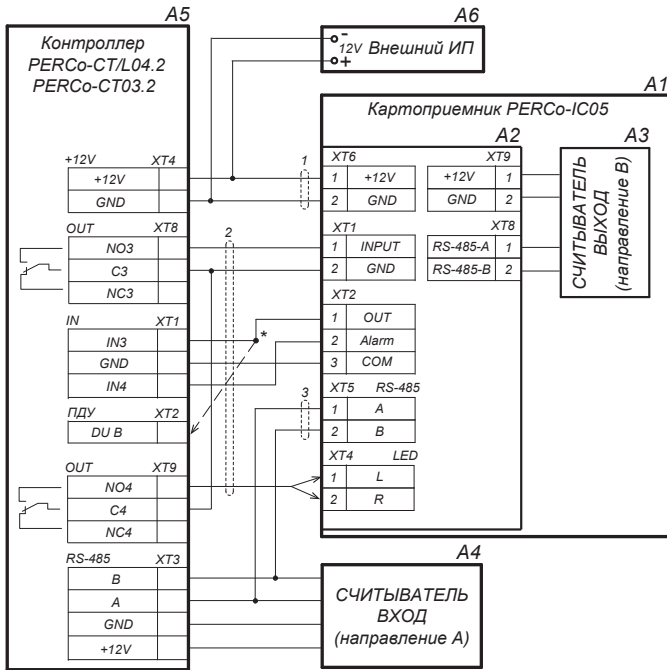 A5
Контроллер
PERCo-CT/L04.2
PERCo-CT03.2
+12V XT4
+12V
GND
OUT XT8
NO3
C3
NC3
IN XT1
IN3
GND
IN4
ПДУ XT2
DU B
OUT XT9
NO4
C4
NC4
RS-485 XT3
B
A
GND
+12V
1
2
*
3
A6
- 12V Внешний ИП
+
A1
Картоприемник PERCo-IC05
A2
XT6
1 +12V
2 GND
XT1
1 INPUT
2 GND
XT2
1 OUT
2 Alarm
3 COM
XT5 RS-485
1 A
2 B
XT4 LED
1 L
2 R
XT9
+12V 1
GND 2
XT8
RS-485-A 1
RS-485-B 2
A3
СЧИТЫВАТЕЛЬ
ВЫХОД
(направление B)
A4
СЧИТЫВАТЕЛЬ
ВХОД
(направление A)